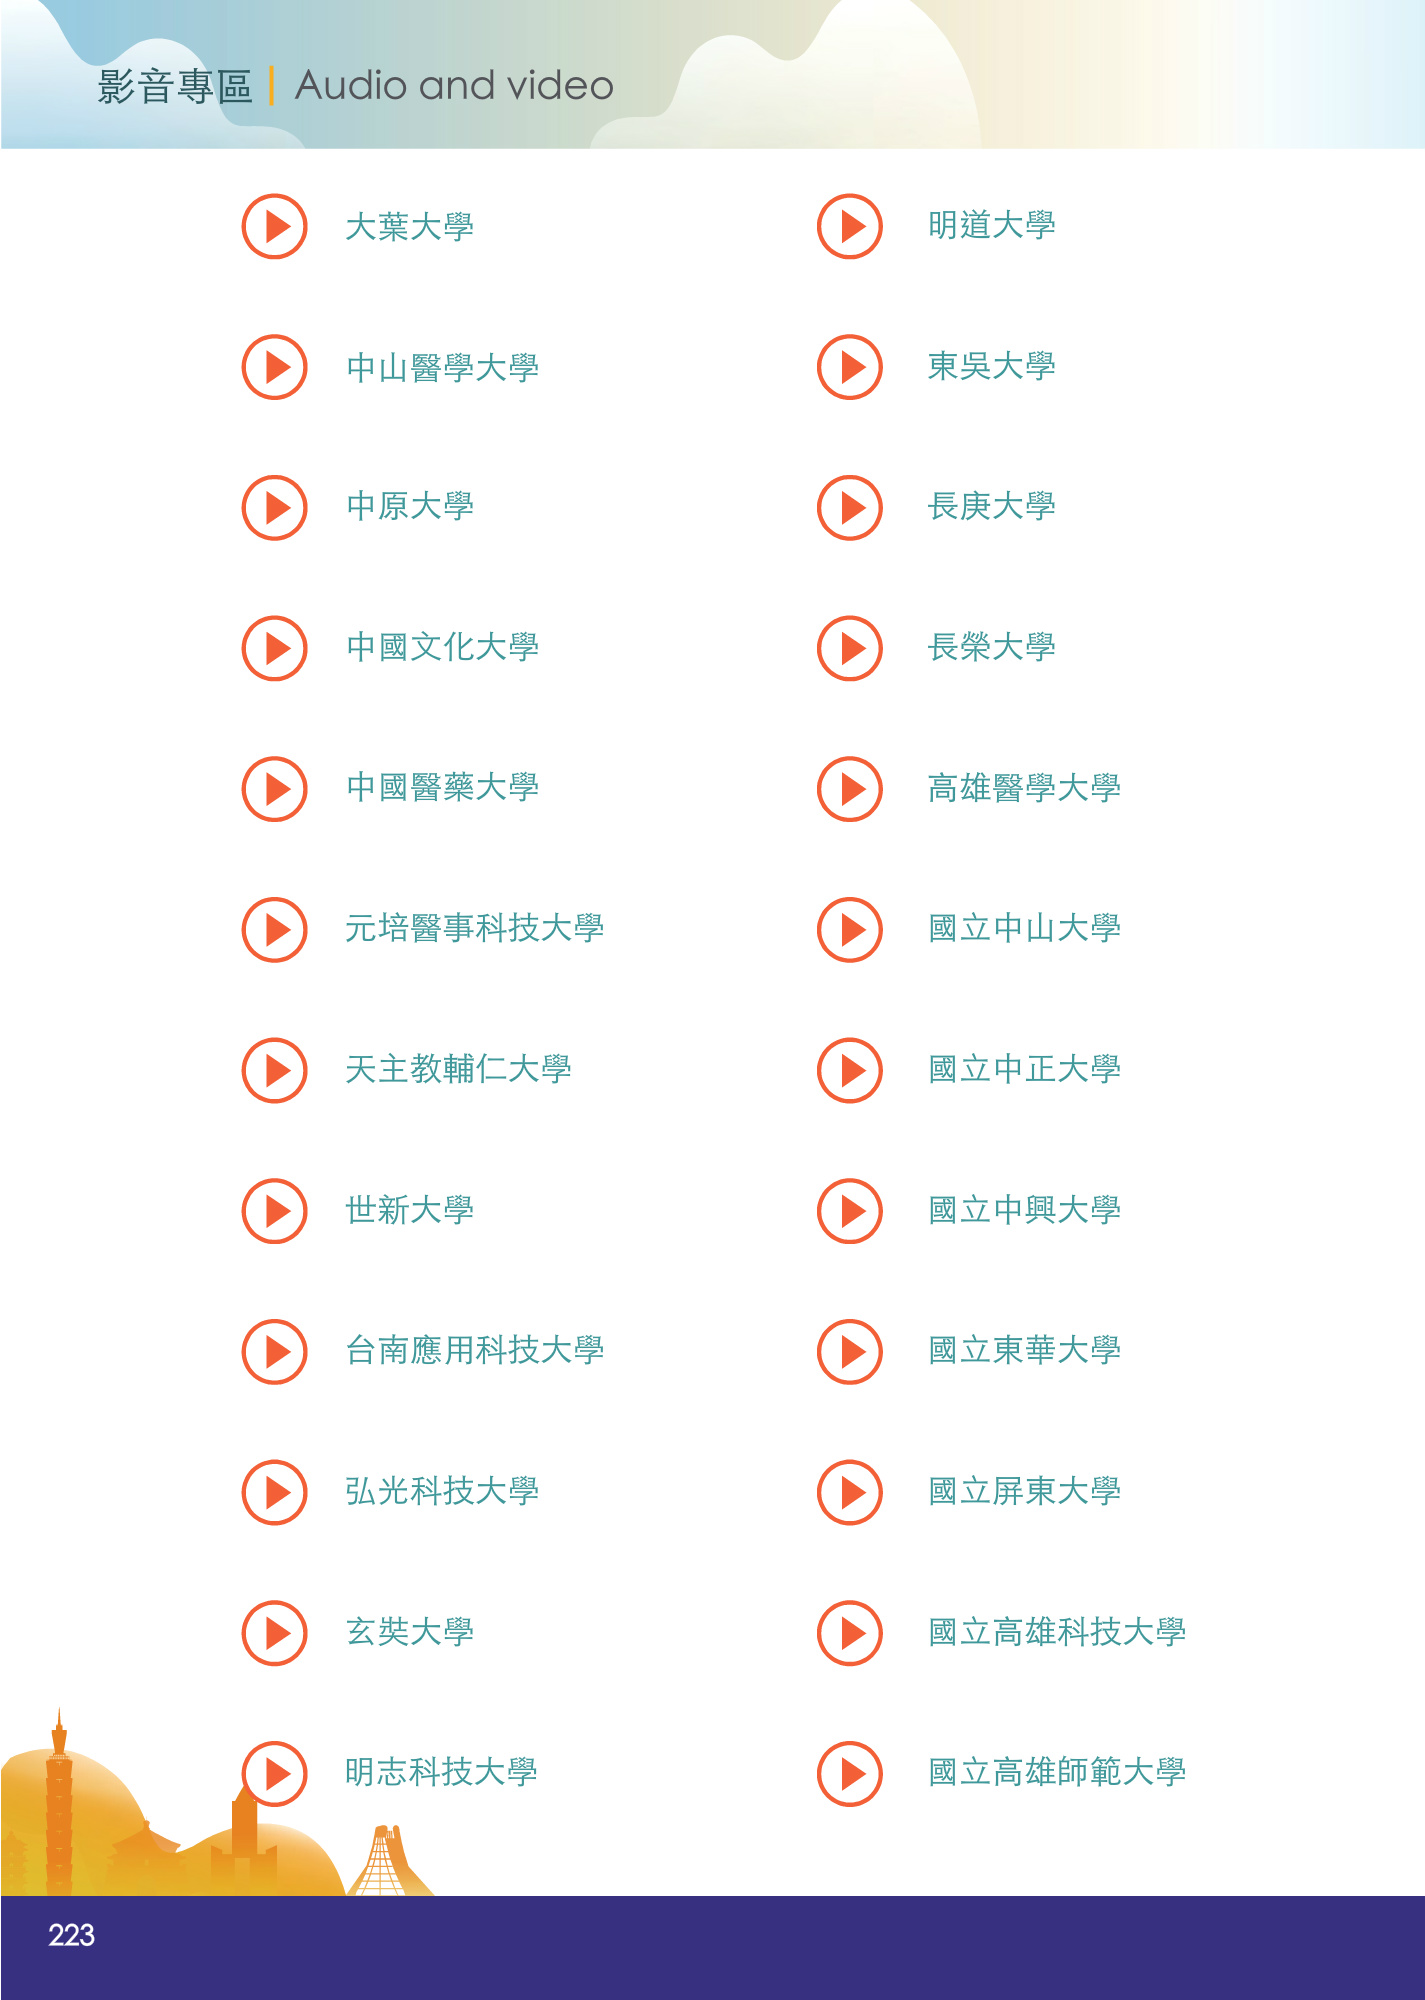 影音專區 Audio and video
大葉大學
中山醫學大學
中原大學
中國文化大學
中國醫藥大學
元培醫事科技大學
天主教輔仁大學
世新大學
台南應用科技大學
弘光科技大學
玄奘大學
明志科技大學
明道大學
東吳大學
長庚大學
長榮大學
高雄醫學大學
國立中山大學
國立中正大學
國立中興大學
國立東華大學
國立屏東大學
國立高雄科技大學
國立高雄師範大學
223